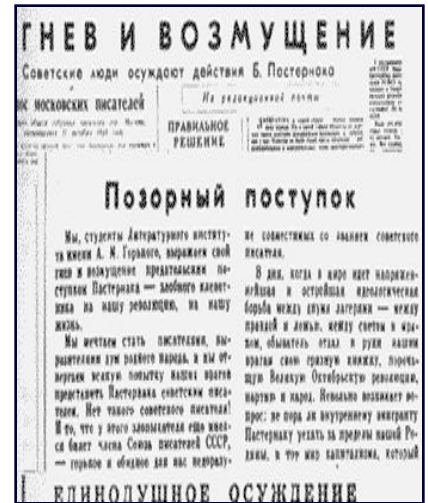 ГНЕВ И ВОЗМУЩЕНИЕ
Советские люди осуждают действия Б. Пастернака
московских писателей
Из редакционной почты
ПРАВИЛЬНОЕ
РЕШЕНИЕ
Позорный поступок
Мы, студенты Литературного институ-
та имени А. М. Горького, выражаем свой
гнев и возмущение предательским по-
ступком Пастернака — злобного клевет-
ника на нашу революцию, на нашу
жизнь.
Мы мечтаем стать писателями, вы-
разителями дум родного народа, и мы от-
вергаем всякую попытку наших врагов
представить Пастернака советским писа-
телем. Нет такого советского писателя!
И то, что у этого злопыхателя еще имел-
ся билет члена Союза писателей СССР,
— горькое и обидное для нас недоразу-
не совместимых со званием советского
писателя.
В дни, когда в мире идет напряжен-
нейшая и острейшая идеологическая
борьба между двумя лагерями — между
правдой и ложью, между светом и мра-
ком, обыватель отдал в руки нашим
врагам свою грязную книжку, пороча-
щую Великую Октябрьскую революцию,
партию и народ. Невольно возникает во-
прос: не пора ли внутреннему эмигранту
Пастернаку уехать за пределы нашей Ро-
дины, в тот мир капитализма, который
ЕДИНОДУШНОЕ ОСУЖДЕНИЕ